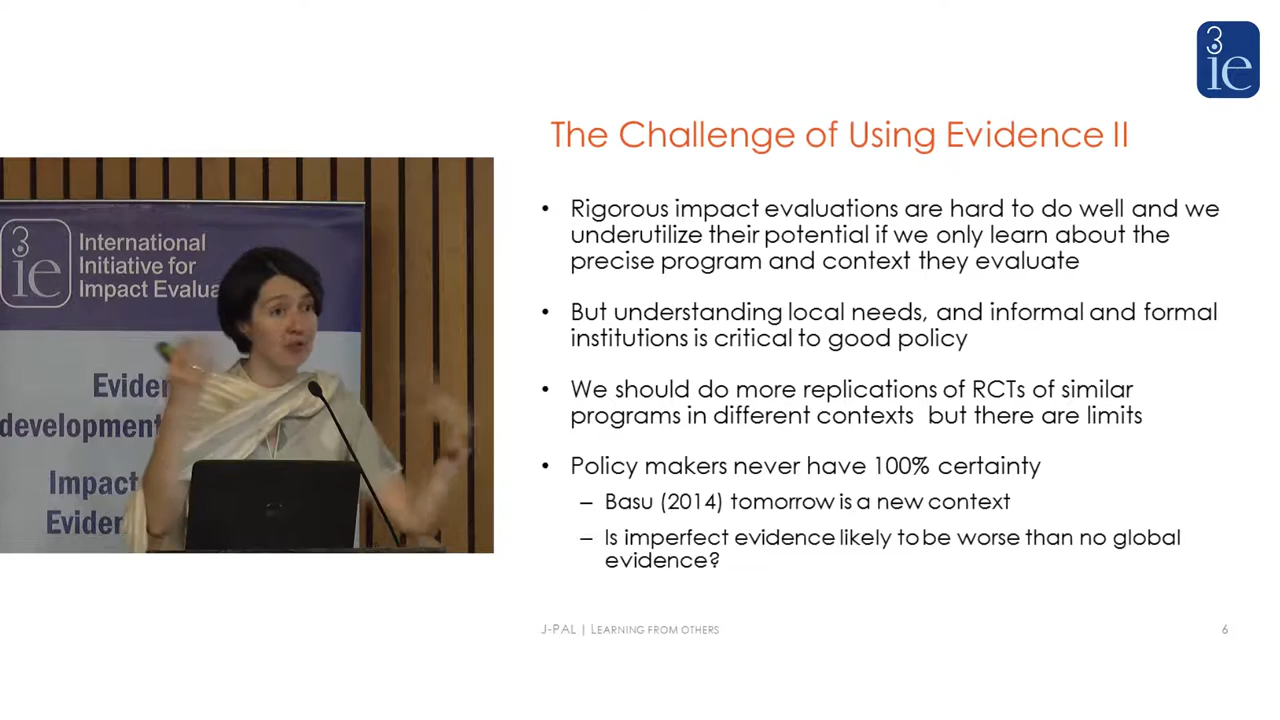 3
ie
The Challenge of Using Evidence II
• Rigorous impact evaluations are hard to do well and we
underutilize their potential if we only learn about the
precise program and context they evaluate
• But understanding local needs, and informal and formal
institutions is critical to good policy
• We should do more replications of RCTs of similar
programs in different contexts but there are limits
• Policy makers never have 100% certainty
– Basu (2014) tomorrow is a new context
– Is imperfect evidence likely to be worse than no global
evidence?
J-PAL | LEARNING FROM OTHERS
6
3
ie
International
Initiative for
Impact Evalua
Eviden
development
Impact
Eviden